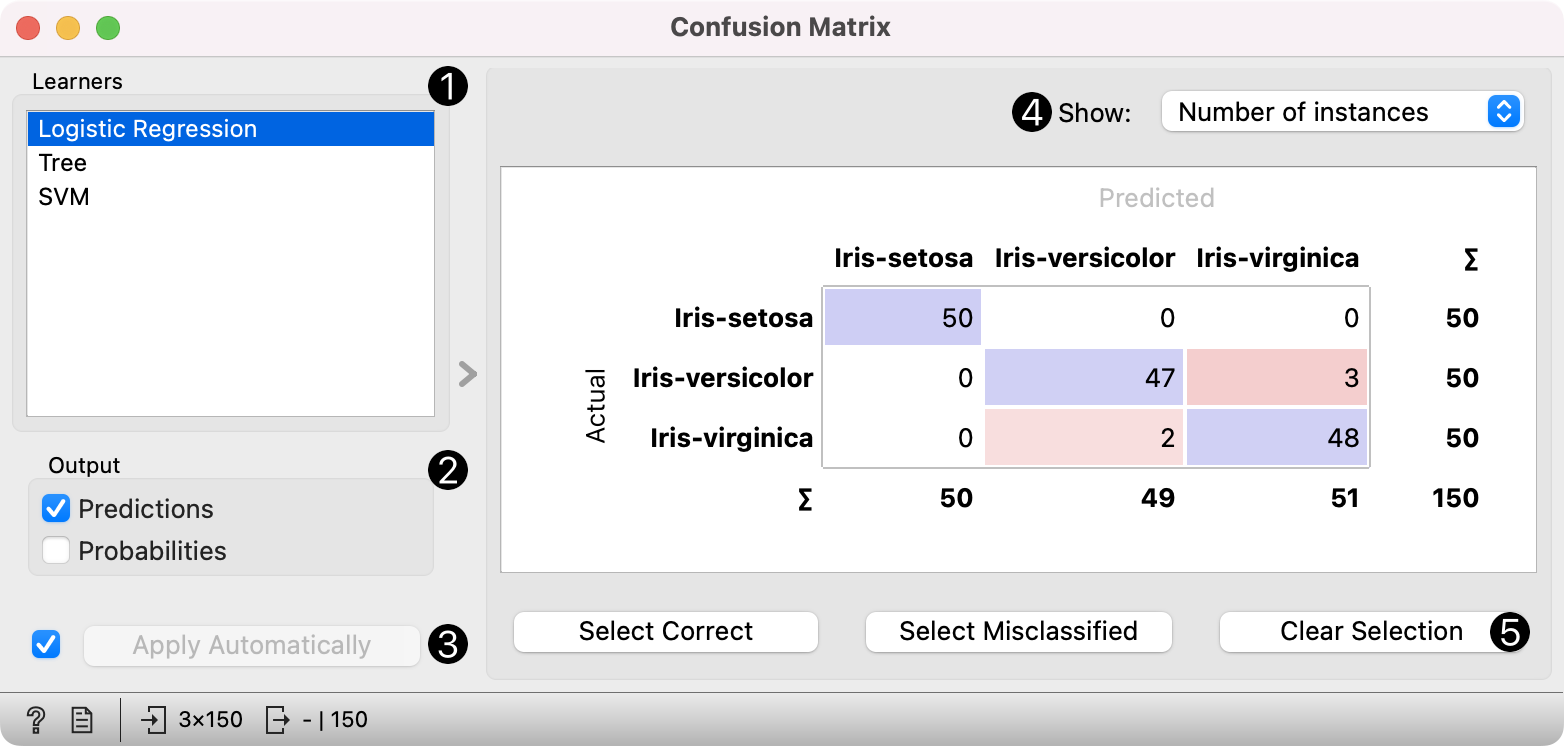 Confusion Matrix
Learners
1
Logistic Regression
Tree
SVM
Output
2
Predictions
Probabilities
Apply Automatically
3
4 Show: Number of instances
Predicted
Iris-setosa Iris-versicolor Iris-virginica Σ
Actual
Iris-setosa 50 0 0 50
Iris-versicolor 0 47 3 50
Iris-virginica 0 2 48 50
Σ 50 49 51 150
Select Correct Select Misclassified Clear Selection 5
? 3×150 - | 150